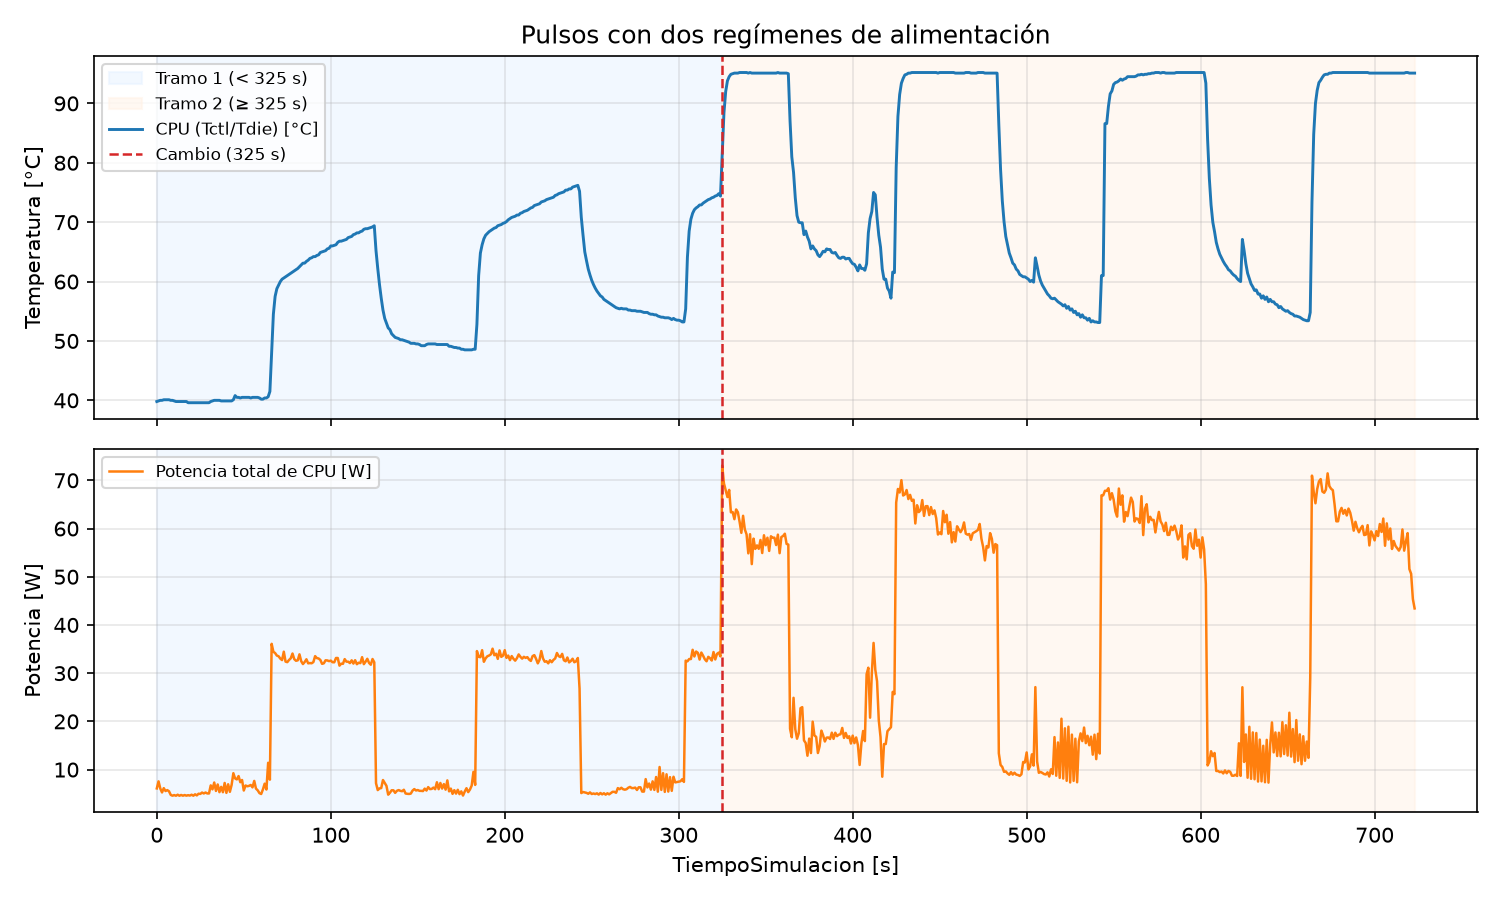 Pulsos con dos regímenes de alimentación
Tramo 1 (< 325 s)
Tramo 2 (≥ 325 s)
CPU (Tctl/Tdie) [°C]
Cambio (325 s)
Temperatura [°C]
90
80
70
60
50
40
Potencia total de CPU [W]
Potencia [W]
70
60
50
40
30
20
10
0 100 200 300 400 500 600 700
TiempoSimulacion [s]